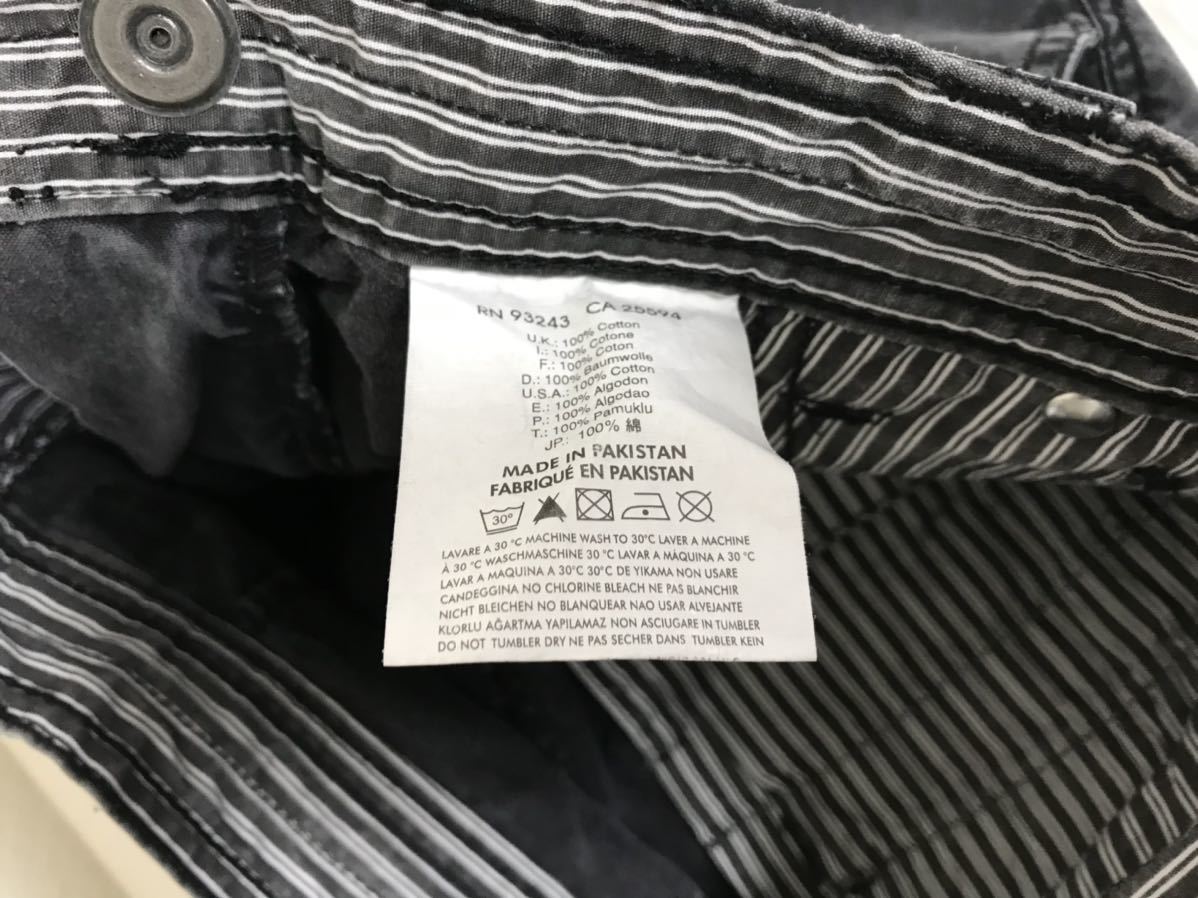 RN 93243 CA 25594
U.K.: 100% Cotton
I.: 100% Cotone
F.: 100% Coton
D.: 100% Baumwolle
U.S.A.: 100% Cotton
E.: 100% Algodon
P.: 100% Algodao
T.: 100% Pamuklu
JP.: 100% 綿
MADE IN PAKISTAN
FABRIQUÉ EN PAKISTAN
30°
LAVARE A 30 °C MACHINE WASH TO 30°C LAVER A MACHINE
À 30 °C WASCHMASCHINE 30 °C LAVAR A MÁQUINA A 30 °C
LAVAR A MAQUINA A 30°C 30°C DE YIKAMA NON USARE
CANDEGGINA NO CHLORINE BLEACH NE PAS BLANCHIR
NICHT BLEICHEN NO BLANQUEAR NAO USAR ALVEJANTE
KLORLU AĞARTMA YAPILAMAZ NON ASCIUGARE IN TUMBLER
DO NOT TUMBLER DRY NE PAS SECHER DANS TUMBLER KEIN